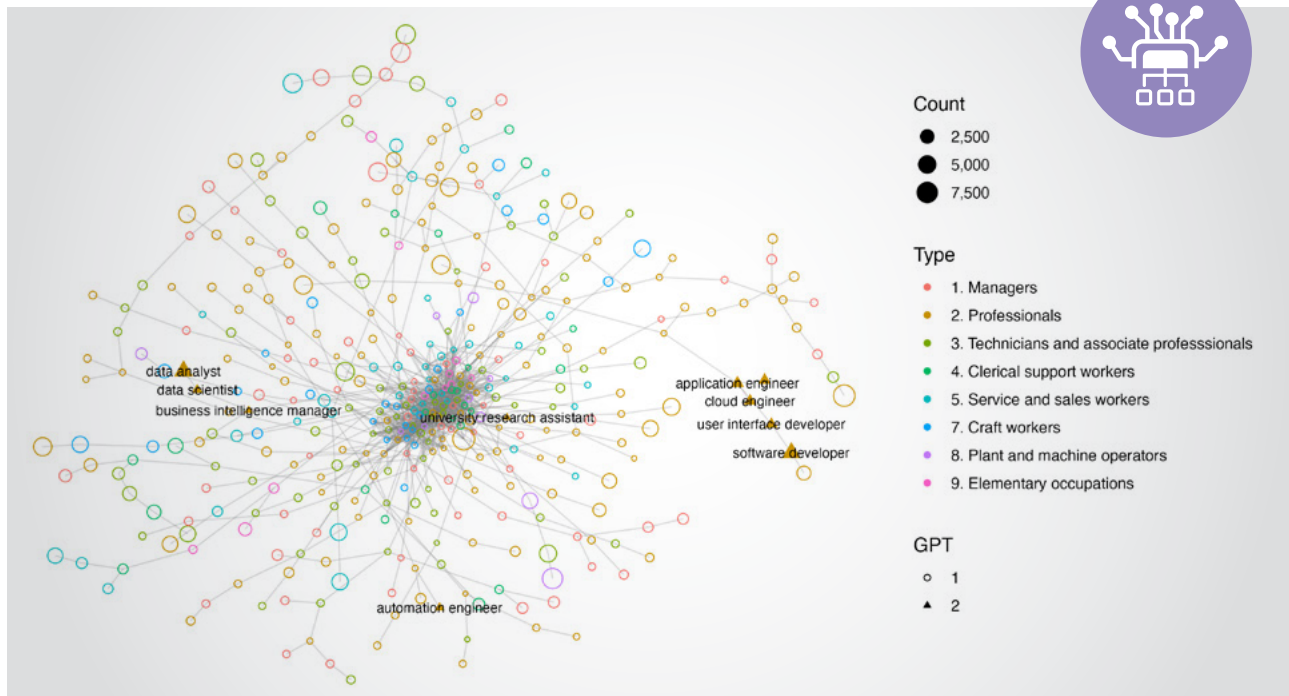 Count
2,500
5,000
7,500
Type
1. Managers
2. Professionals
3. Technicians and associate professsionals
4. Clerical support workers
5. Service and sales workers
7. Craft workers
8. Plant and machine operators
9. Elementary occupations
GPT
1
2
data analyst
data scientist
business intelligence manager
university research assistant
application engineer
cloud engineer
user interface developer
software developer
automation engineer